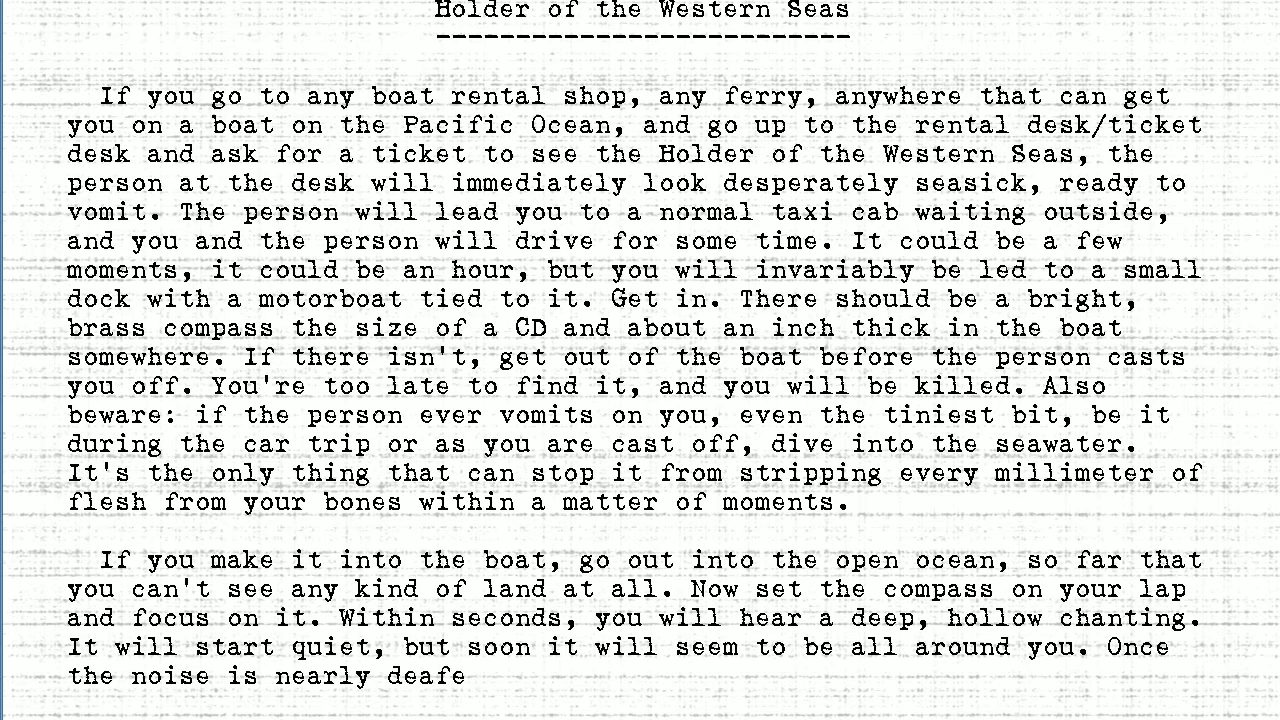 Holder of the Western Seas
--------------------------
If you go to any boat rental shop, any ferry, anywhere that can get
you on a boat on the Pacific Ocean, and go up to the rental desk/ticket
desk and ask for a ticket to see the Holder of the Western Seas, the
person at the desk will immediately look desperately seasick, ready to
vomit. The person will lead you to a normal taxi cab waiting outside,
and you and the person will drive for some time. It could be a few
moments, it could be an hour, but you will invariably be led to a small
dock with a motorboat tied to it. Get in. There should be a bright,
brass compass the size of a CD and about an inch thick in the boat
somewhere. If there isn't, get out of the boat before the person casts
you off. You're too late to find it, and you will be killed. Also
beware: if the person ever vomits on you, even the tiniest bit, be it
during the car trip or as you are cast off, dive into the seawater.
It's the only thing that can stop it from stripping every millimeter of
flesh from your bones within a matter of moments.
If you make it into the boat, go out into the open ocean, so far that
you can't see any kind of land at all. Now set the compass on your lap
and focus on it. Within seconds, you will hear a deep, hollow chanting.
It will start quiet, but soon it will seem to be all around you. Once
the noise is nearly deafe